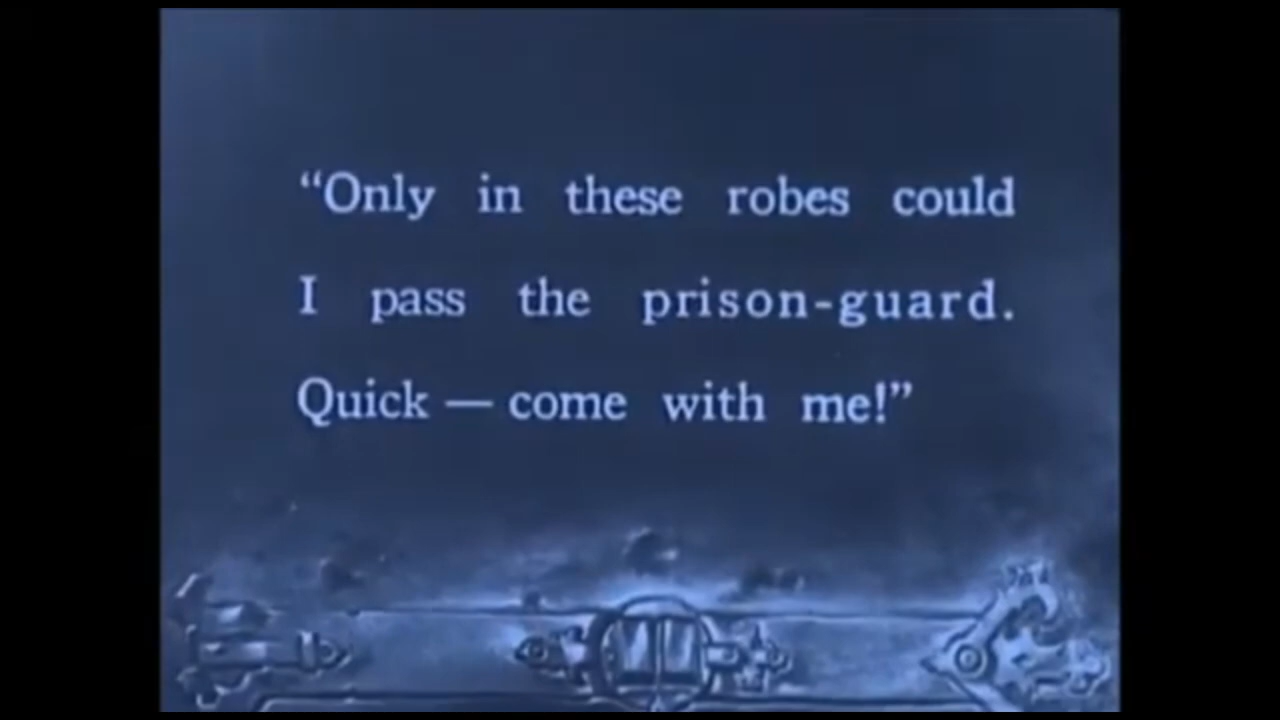 “Only in these robes could
I pass the prison-guard.
Quick — come with me!”